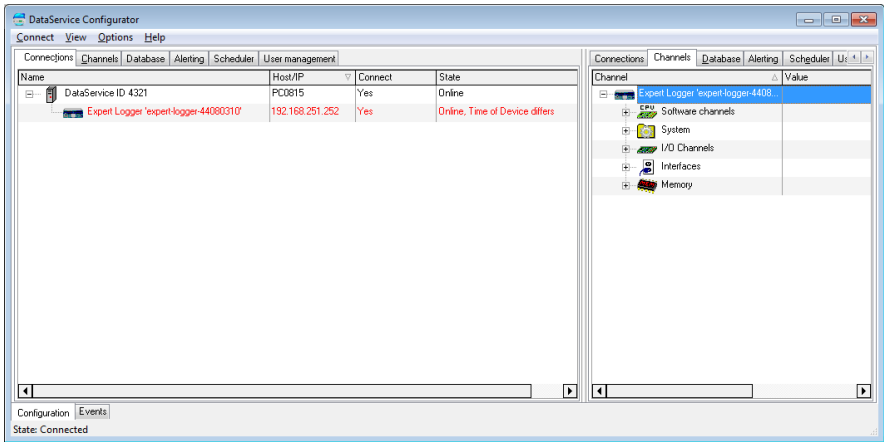 DataService Configurator
Connect View Options Help
Connections Channels Database Alerting Scheduler User management
Name Host/IP Connect State
DataService ID 4321 PC0815 Yes Online
Expert Logger 'expert-logger-44080310' 192.168.251.252 Yes Online, Time of Device differs
Connections Channels Database Alerting Scheduler
Channel Value
Expert Logger 'expert-logger-4408...
CPU Software channels
System
I/O Channels
Interfaces
Memory
Configuration Events
State: Connected